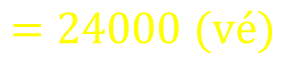 = 24000 (vé)